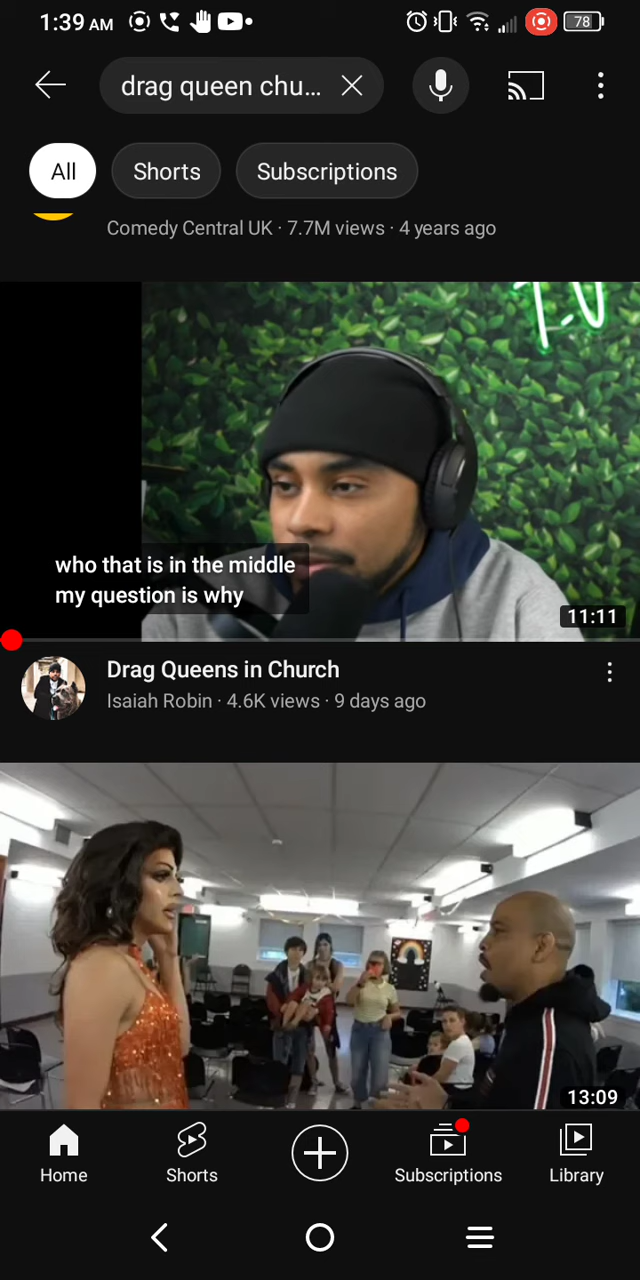 1:39 AM
78
drag queen chu...
All
Shorts
Subscriptions
Comedy Central UK · 7.7M views · 4 years ago
who that is in the middle
my question is why
11:11
Drag Queens in Church
Isaiah Robin · 4.6K views · 9 days ago
13:09
Home
Shorts
Subscriptions
Library